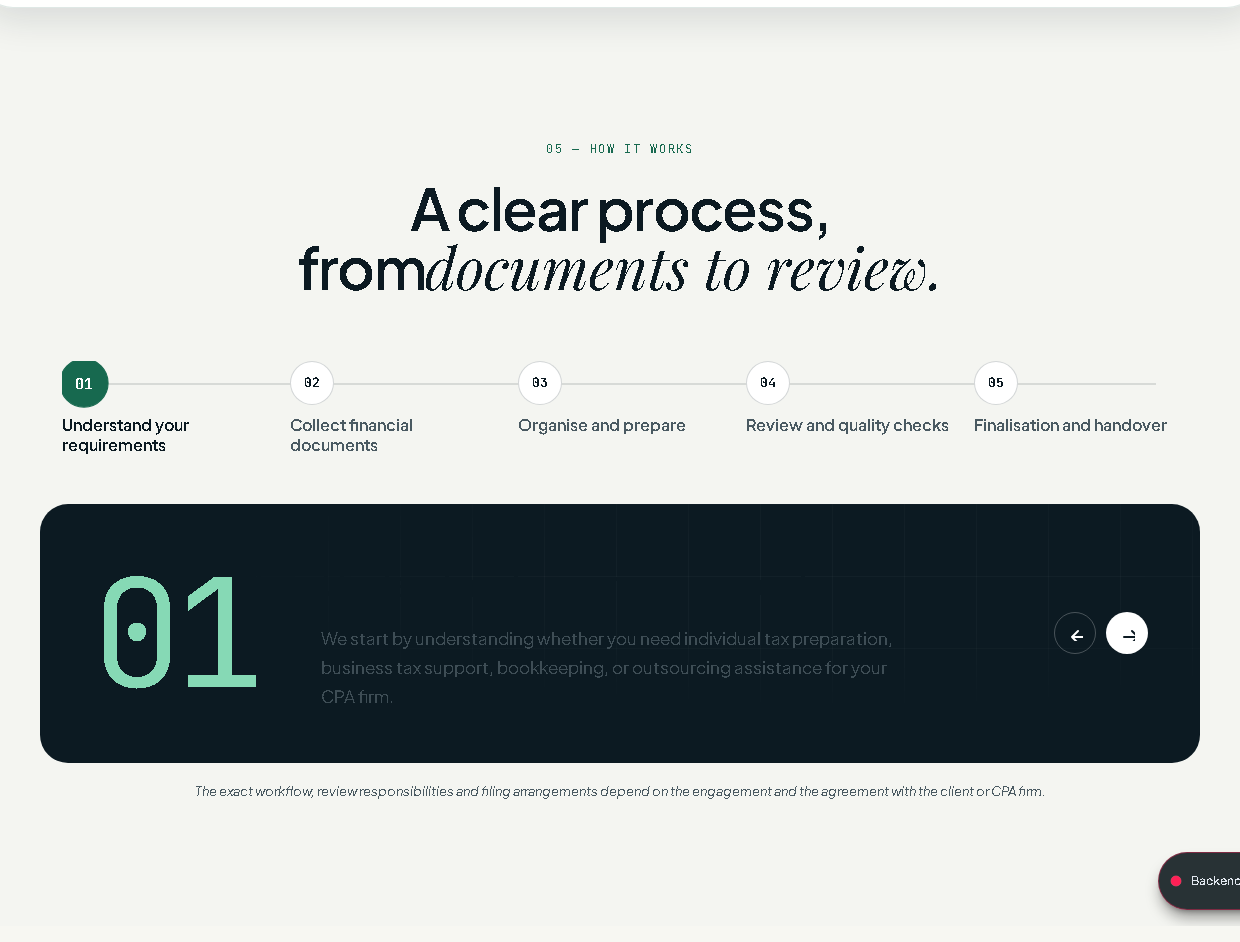 05 — HOW IT WORKS
A clear process,
from documents to review.
01
02
03
04
05
Understand your
requirements
Collect financial
documents
Organise and prepare
Review and quality checks
Finalisation and handover
01
We start by understanding whether you need individual tax preparation,
business tax support, bookkeeping, or outsourcing assistance for your
CPA firm.
The exact workflow, review responsibilities and filing arrangements depend on the engagement and the agreement with the client or CPA firm.